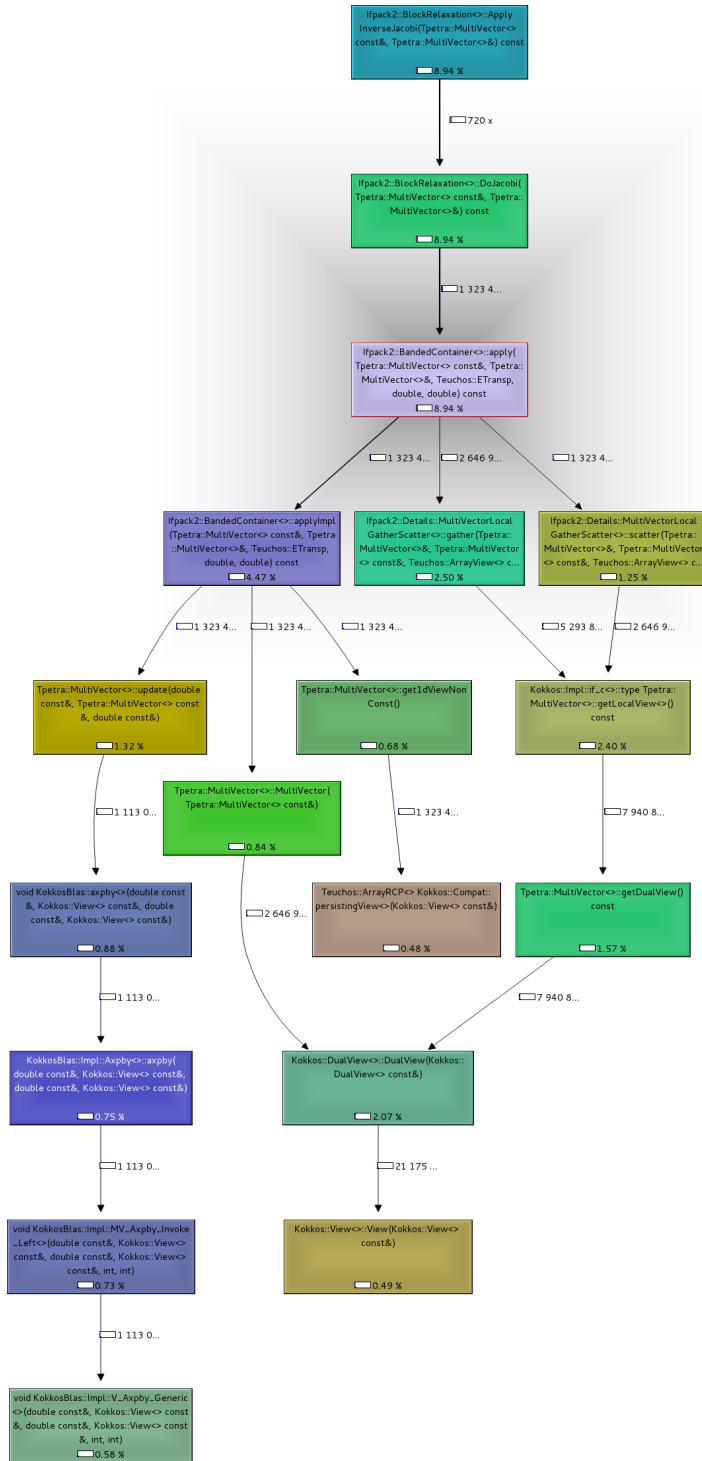 Ifpack2::BlockRelaxation<>::Apply
InverseJacobi(Tpetra::MultiVector<>
const&, Tpetra::MultiVector<>&) const
8.94 %
720 x
Ifpack2::BlockRelaxation<>::DoJacobi(
Tpetra::MultiVector<> const&, Tpetra::
MultiVector<>&) const
8.94 %
1 323 4...
Ifpack2::BandedContainer<>::apply(
Tpetra::MultiVector<> const&, Tpetra::
MultiVector<>&, Teuchos::ETransp,
double, double) const
8.94 %
1 323 4...
2 646 9...
1 323 4...
Ifpack2::BandedContainer<>::applyImpl
(Tpetra::MultiVector<> const&, Tpetra
::MultiVector<>&, Teuchos::ETransp,
double, double) const
4.47 %
Ifpack2::Details::MultiVectorLocal
GatherScatter<>::gather(Tpetra::
MultiVector<>&, Tpetra::MultiVector
<> const&, Teuchos::ArrayView<> c...
2.50 %
Ifpack2::Details::MultiVectorLocal
GatherScatter<>::scatter(Tpetra::
MultiVector<>&, Tpetra::MultiVector
<> const&, Teuchos::ArrayView<> c...
1.25 %
1 323 4...
1 323 4...
1 323 4...
5 293 8...
2 646 9...
Tpetra::MultiVector<>::update(double
const&, Tpetra::MultiVector<> const
&, double const&)
1.32 %
Tpetra::MultiVector<>::get1dViewNon
Const()
0.68 %
Kokkos::Impl::if_c<>::type Tpetra::
MultiVector<>::getLocalView<>()
const
2.40 %
Tpetra::MultiVector<>::MultiVector(
Tpetra::MultiVector<> const&)
0.84 %
1 113 0...
1 323 4...
7 940 8...
void KokkosBlas::axpby<>(double const
&, Kokkos::View<> const&, double
const&, Kokkos::View<> const&)
0.88 %
2 646 9...
Teuchos::ArrayRCP<> Kokkos::Compat::
persistingView<>(Kokkos::View<> const&)
0.48 %
Tpetra::MultiVector<>::getDualView()
const
1.57 %
1 113 0...
7 940 8...
KokkosBlas::Impl::Axpby<>::axpby(
double const&, Kokkos::View<> const&,
double const&, Kokkos::View<> const&)
0.75 %
Kokkos::DualView<>::DualView(Kokkos::
DualView<> const&)
2.07 %
1 113 0...
21 175 ...
void KokkosBlas::Impl::MV_Axpby_Invoke
_Left<>(double const&, Kokkos::View<>
const&, double const&, Kokkos::View<>
const&, int, int)
0.73 %
Kokkos::View<>::View(Kokkos::View<>
const&)
0.49 %
1 113 0...
void KokkosBlas::Impl::V_Axpby_Generic
<>(double const&, Kokkos::View<> const
&, double const&, Kokkos::View<> const
&, int, int)
0.58 %